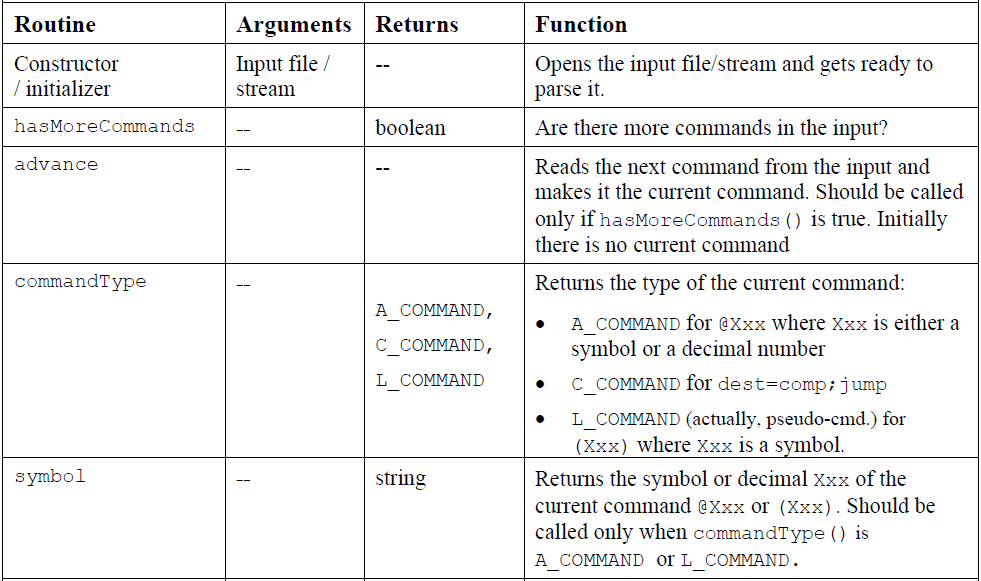 Routine Arguments Returns Function
Constructor Input file / -- Opens the input file/stream and gets ready to
/ initializer stream parse it.
hasMoreCommands -- boolean Are there more commands in the input?
advance -- -- Reads the next command from the input and
makes it the current command. Should be called
only if hasMoreCommands() is true. Initially
there is no current command
commandType -- Returns the type of the current command:
A_COMMAND, • A_COMMAND for @Xxx where Xxx is either a
symbol or a decimal number
C_COMMAND,
L_COMMAND • C_COMMAND for dest=comp;jump
• L_COMMAND (actually, pseudo-cmd.) for
(Xxx) where Xxx is a symbol.
symbol -- string Returns the symbol or decimal Xxx of the
current command @Xxx or (Xxx). Should be
called only when commandType() is
A_COMMAND or L_COMMAND.